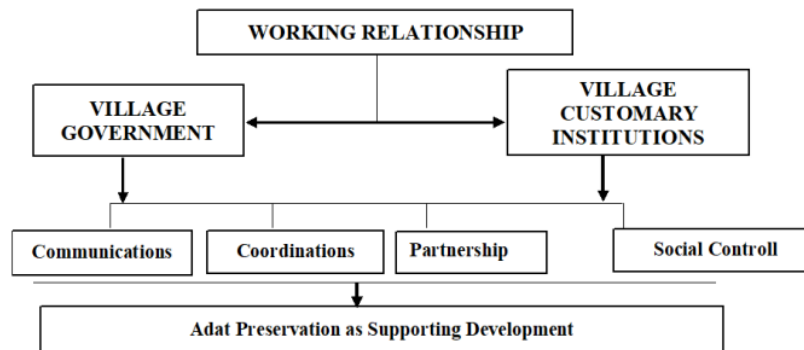 WORKING RELATIONSHIP
VILLAGE
GOVERNMENT
VILLAGE
CUSTOMARY
INSTITUTIONS
Communications
Coordinations
Partnership
Social Controll
Adat Preservation as Supporting Development